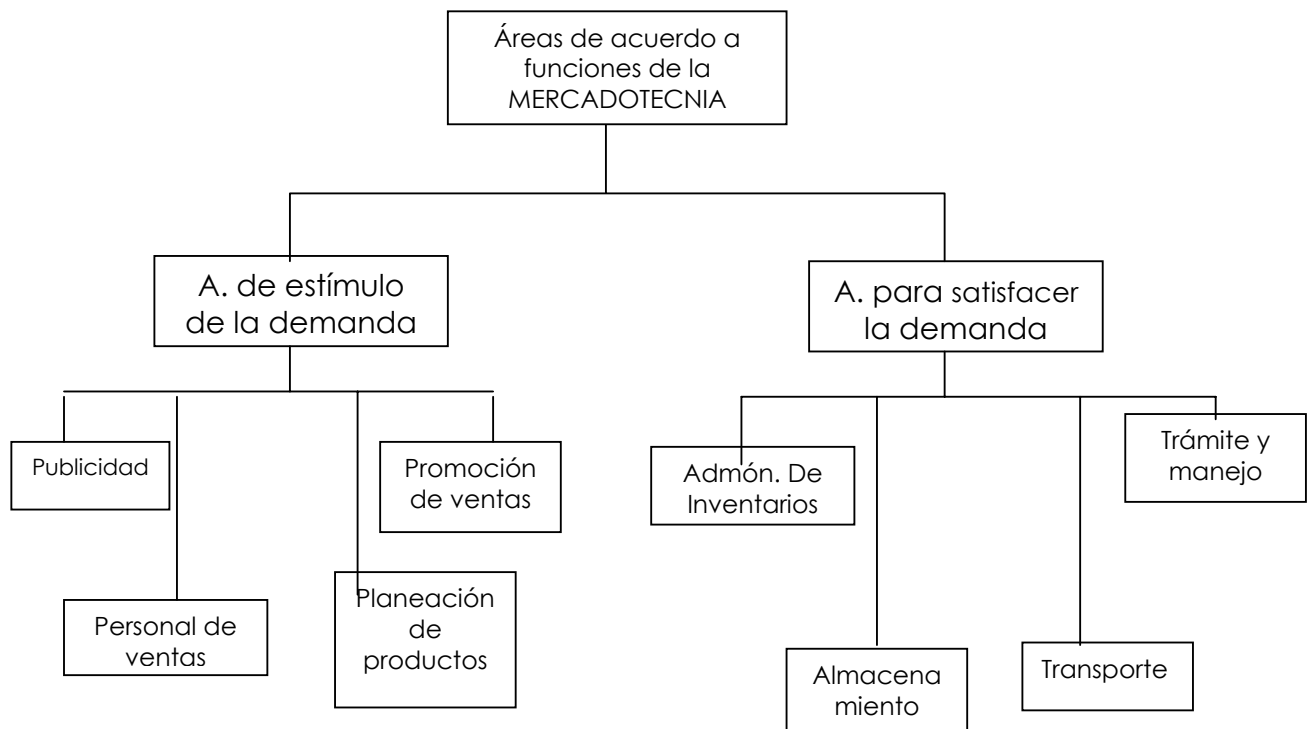 Áreas de acuerdo a
funciones de la
MERCADOTECNIA
A. de estímulo
de la demanda
A. para satisfacer
la demanda
Publicidad
Personal de
ventas
Planeación
de
productos
Promoción
de ventas
Admón. De
Inventarios
Almacena
miento
Transporte
Trámite y
manejo